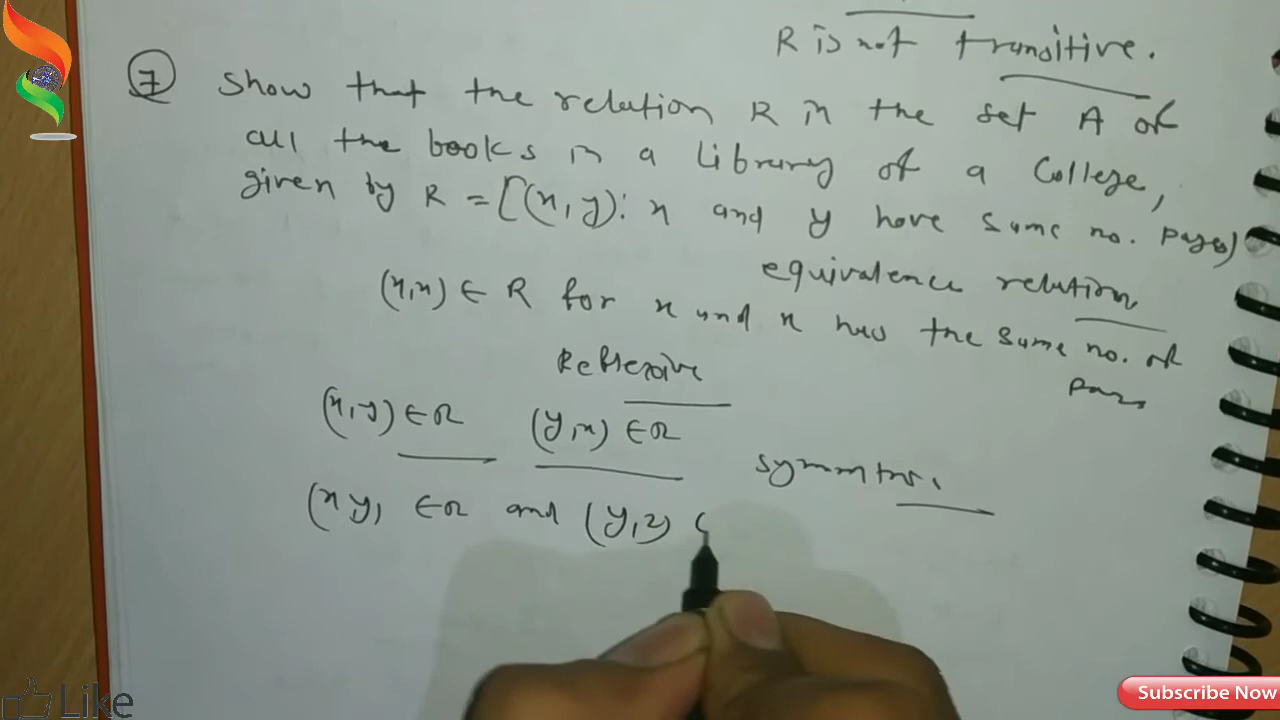 R is not transitive.
7 Show that the relation R in the set A of
all the books in a library of a College,
given by R = [(x,y): x and y have same no. pages)
equivalence relation
(x,x) ∈ R for x and x has the same no. of
pages
Reflexive
(x,y) ∈ R (y,x) ∈ R
symmtric.
(x y) ∈ R and (y,z)
Like
Subscribe Now